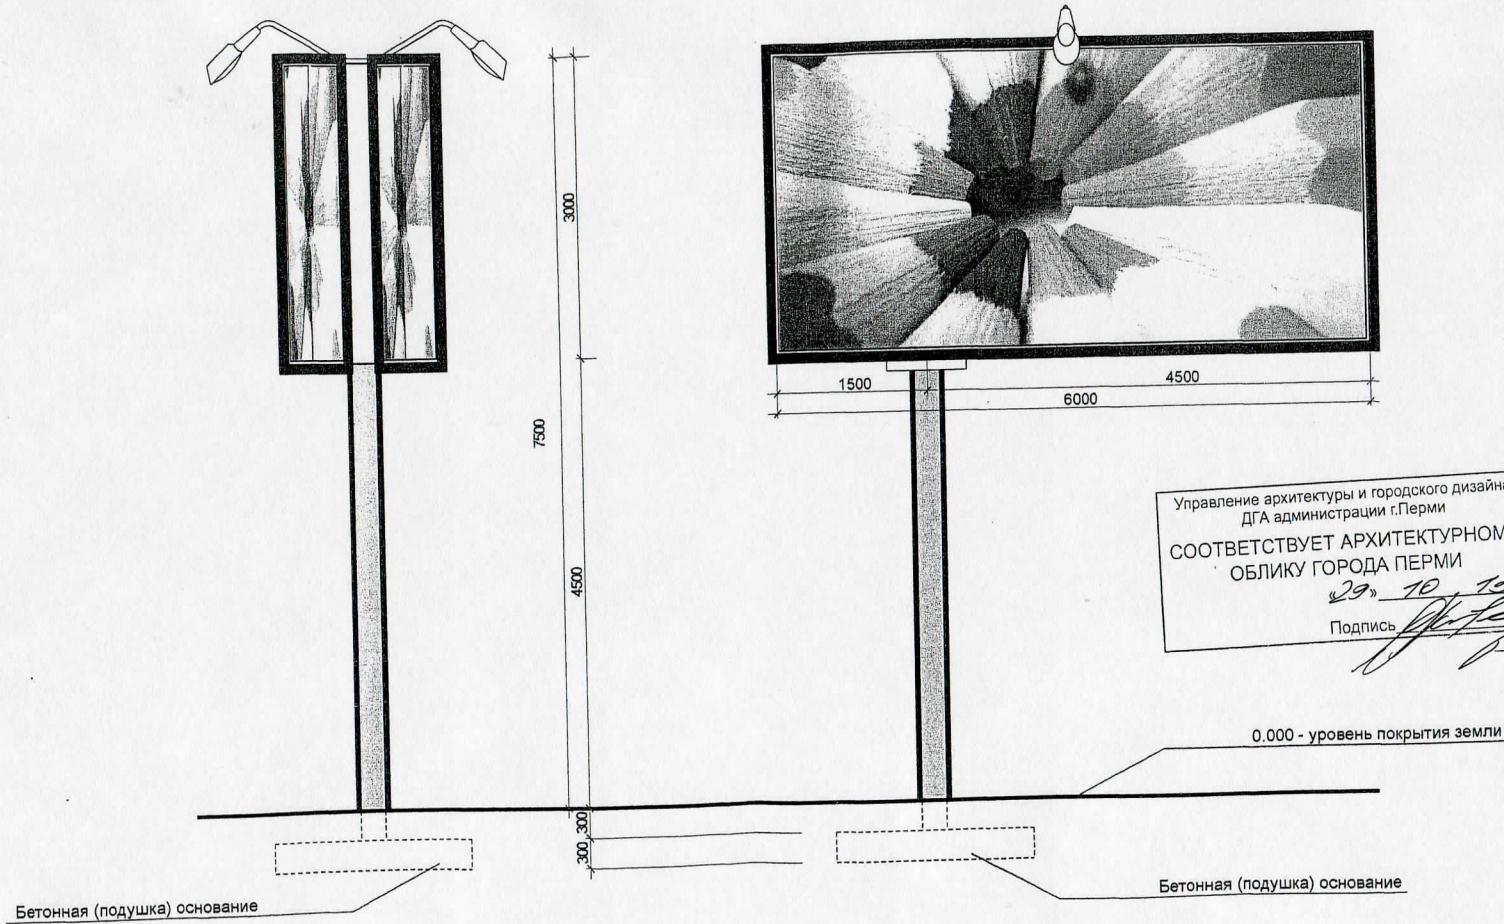 3000
7500
4500
300
300
1500
4500
6000
Управление архитектуры и городского дизайна
ДГА администрации г.Перми
СООТВЕТСТВУЕТ АРХИТЕКТУРНОМ
ОБЛИКУ ГОРОДА ПЕРМИ
«29» 10
Подпись
0.000 - уровень покрытия земли
Бетонная (подушка) основание
Бетонная (подушка) основание